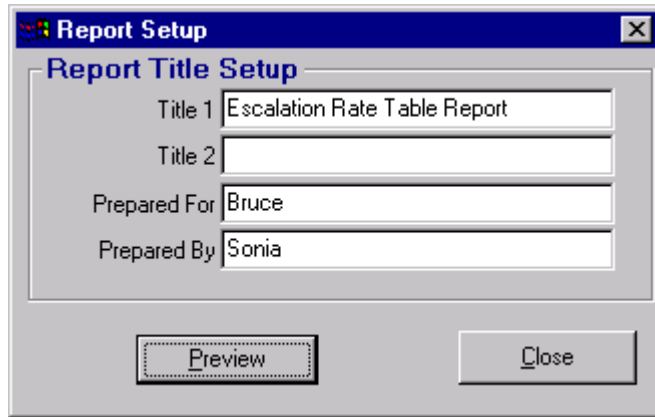 Report Setup
Report Title Setup
Title 1 Escalation Rate Table Report
Title 2
Prepared For Bruce
Prepared By Sonia
Preview Close